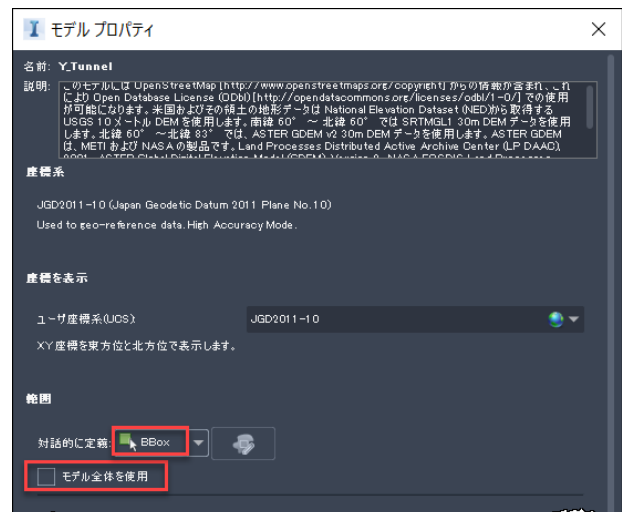 モデル プロパティ
名前: Y_Tunnel
説明: このモデルには OpenStreetMap [http://www.openstreetmaps.org/copyright] からの情報が含まれ、これ
により Open Database License (ODbl) [http://opendatacommons.org/licenses/odbl/1-0/] での使用
が可能になります。米国およびその領土の地形データは National Elevation Dataset (NED)から取得する
USGS 10 メートル DEM を使用します。南緯 60° ～ 北緯 60° では SRTMGL1 30m DEM データを使用
します。北緯 60° ～北緯 83° では、ASTER GDEM v2 30m DEM データを使用します。ASTER GDEM
は、METI および NASA の製品です。Land Processes Distributed Active Archive Center (LP DAAC),
座標系
JGD2011-10 (Japan Geodetic Datum 2011 Plane No.10)
Used to geo-reference data. High Accuracy Mode.
座標を表示
ユーザ座標系(UCS): JGD2011-10
XY 座標を東方位と北方位で表示します。
範囲
対話的に定義: BBox
モデル全体を使用